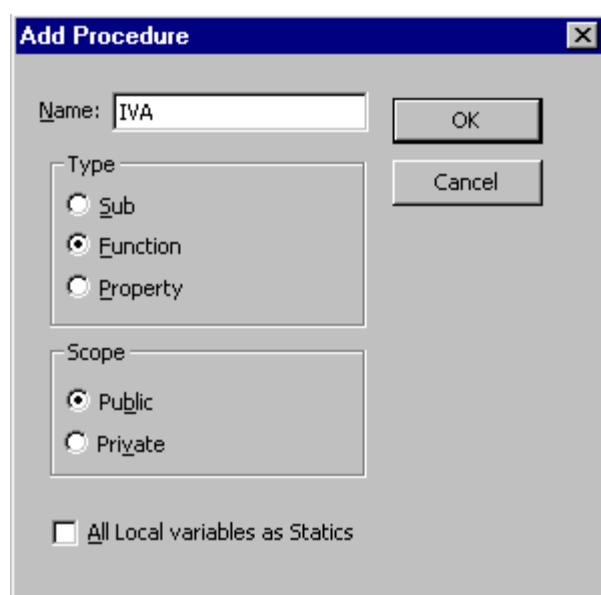 Add Procedure
Name: IVA
OK
Cancel
Type
Sub
Function
Property
Scope
Public
Private
All Local variables as Statics